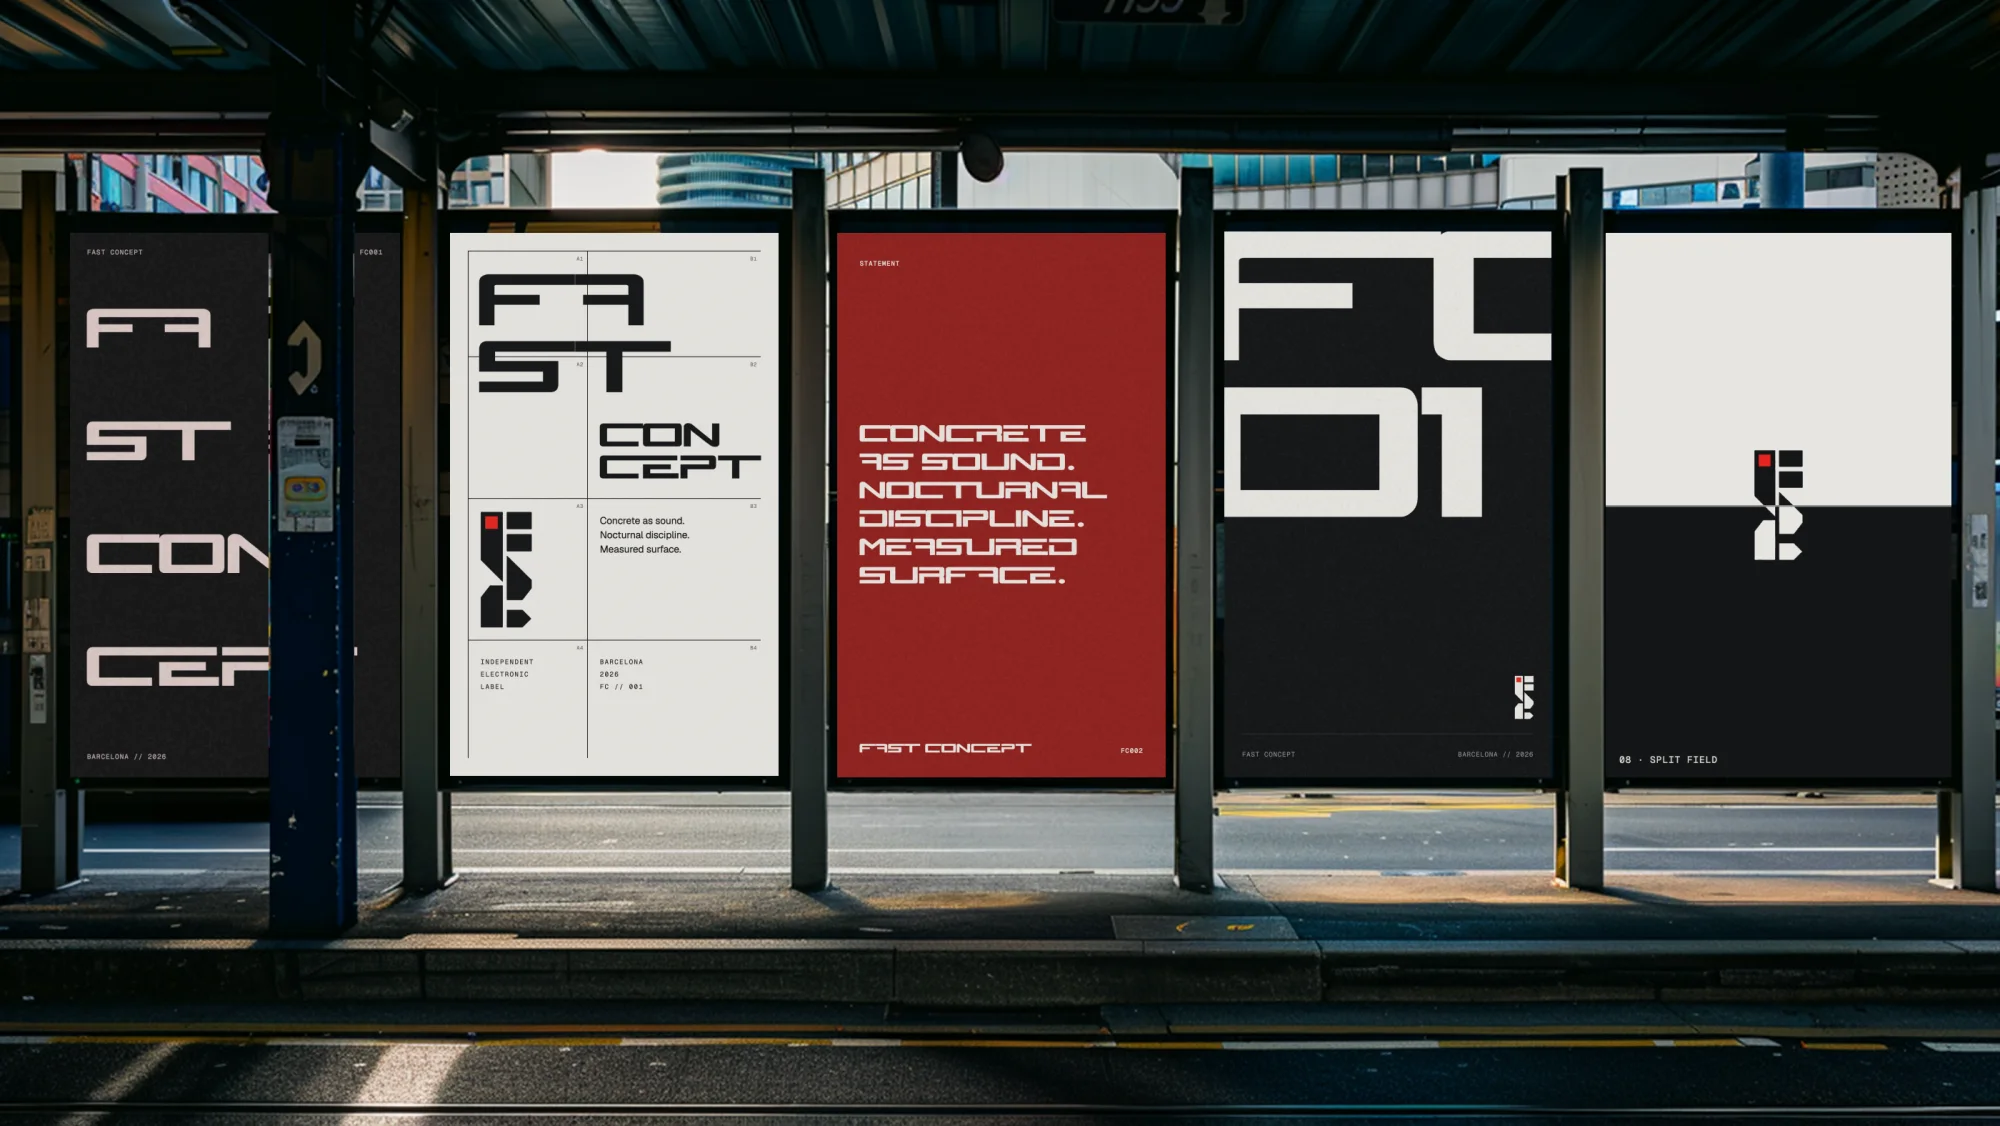 FAST CONCEPT
FC001
FA
ST
CON
CEP
BARCELONA // 2026
A1
B1
FA
ST
A2
B2
CON
CEPT
A3
B3
Concrete as sound.
Nocturnal discipline.
Measured surface.
A4
B4
INDEPENDENT
ELECTRONIC
LABEL
BARCELONA
2026
FC // 001
STATEMENT
CONCRETE
AS SOUND.
NOCTURNAL
DISCIPLINE.
MEASURED
SURFACE.
FAST CONCEPT
FC002
FC
01
FAST CONCEPT
BARCELONA // 2026
08 · SPLIT FIELD